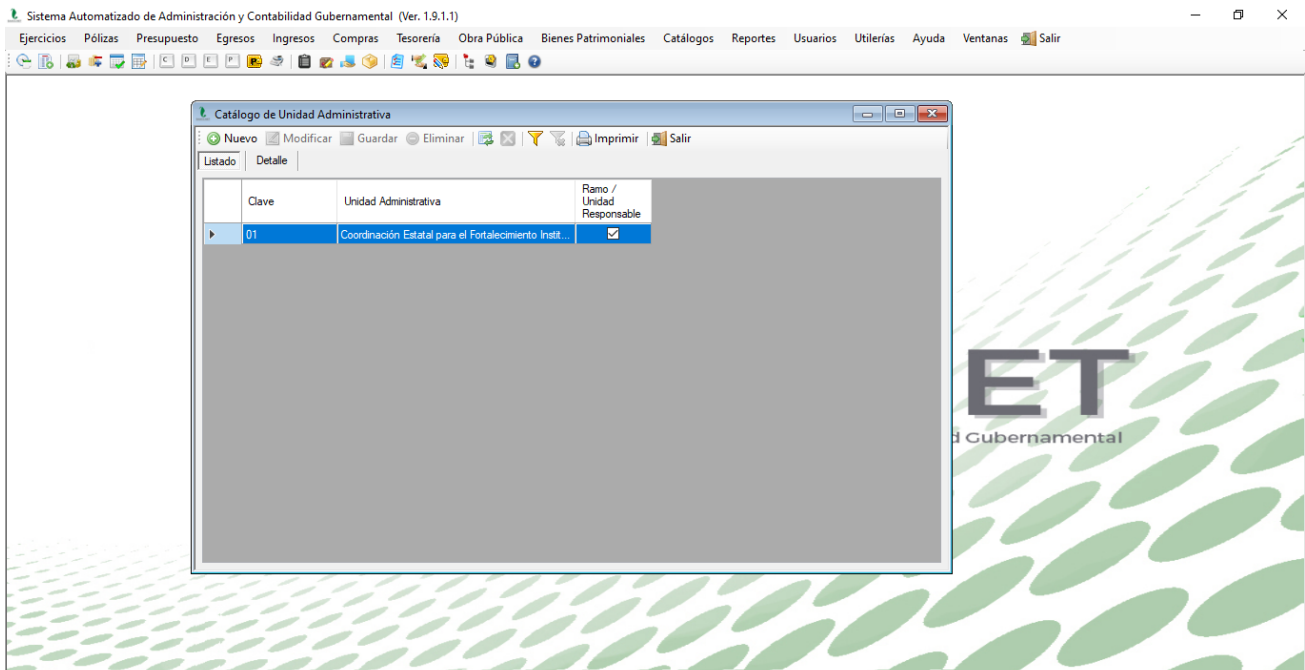 Sistema Automatizado de Administración y Contabilidad Gubernamental (Ver. 1.9.1.1)
Ejercicios Pólizas Presupuesto Egresos Ingresos Compras Tesorería Obra Pública Bienes Patrimoniales Catálogos Reportes Usuarios Utilerías Ayuda Ventanas Salir
C D E P
Catálogo de Unidad Administrativa
Nuevo Modificar Guardar Eliminar Imprimir Salir
Listado Detalle
Clave Unidad Administrativa Ramo /
Unidad
Responsable
01 Coordinación Estatal para el Fortalecimiento Instit...
ET
d Gubernamental